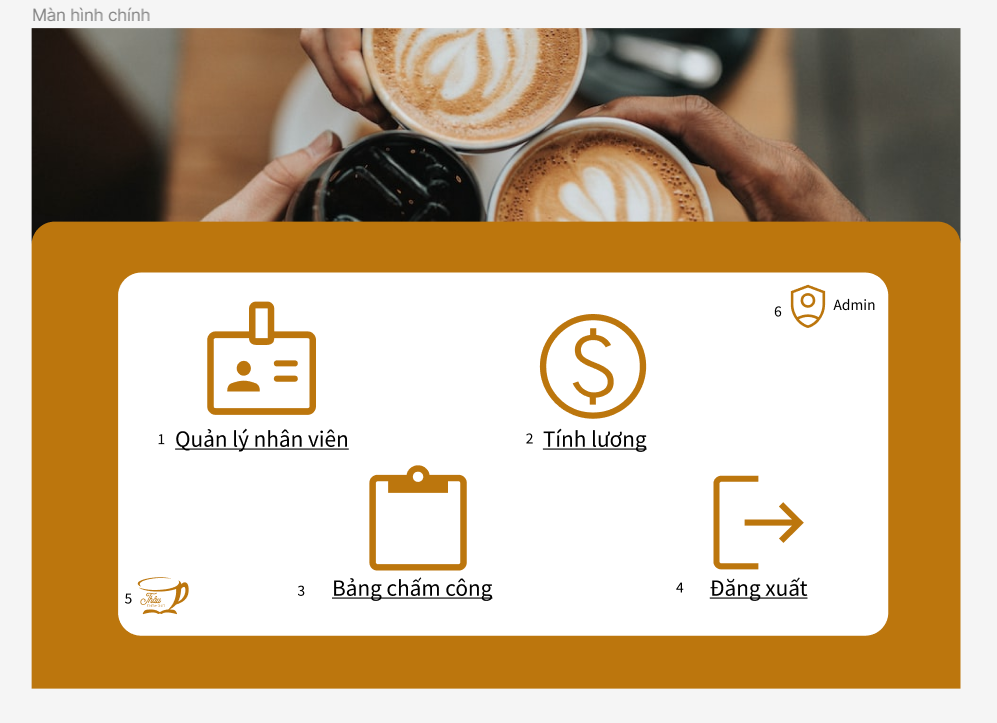 Màn hình chính
6 Admin
1 Quản lý nhân viên
2 Tính lương
3 Bảng chấm công
4 Đăng xuất
5 Thâu